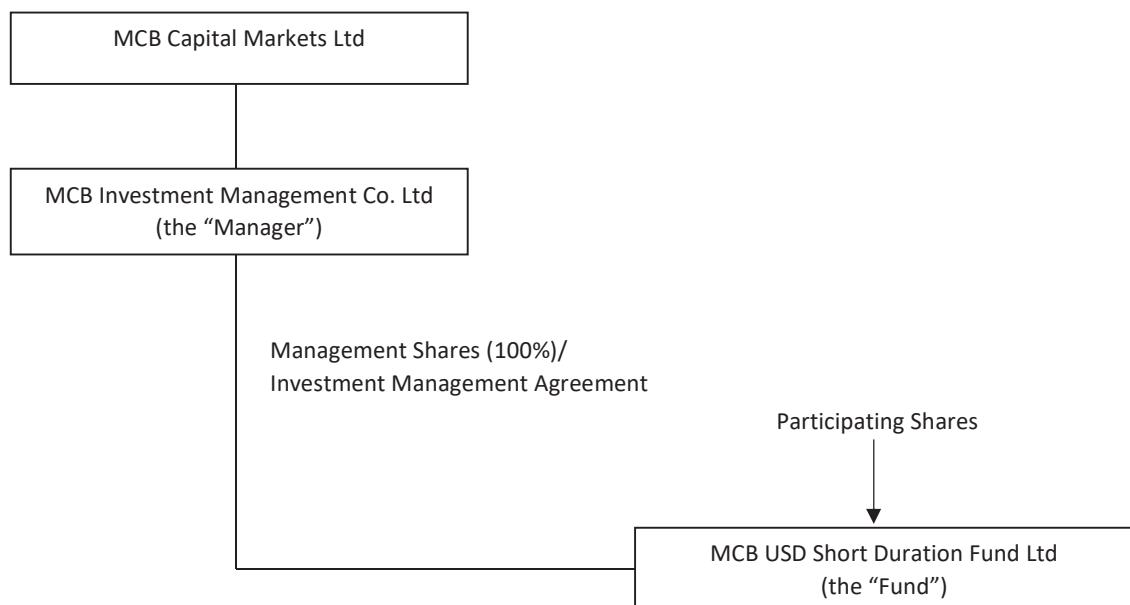 MCB Capital Markets Ltd
MCB Investment Management Co. Ltd
(the “Manager”)
Management Shares (100%)/
Investment Management Agreement
Participating Shares
MCB USD Short Duration Fund Ltd
(the “Fund”)